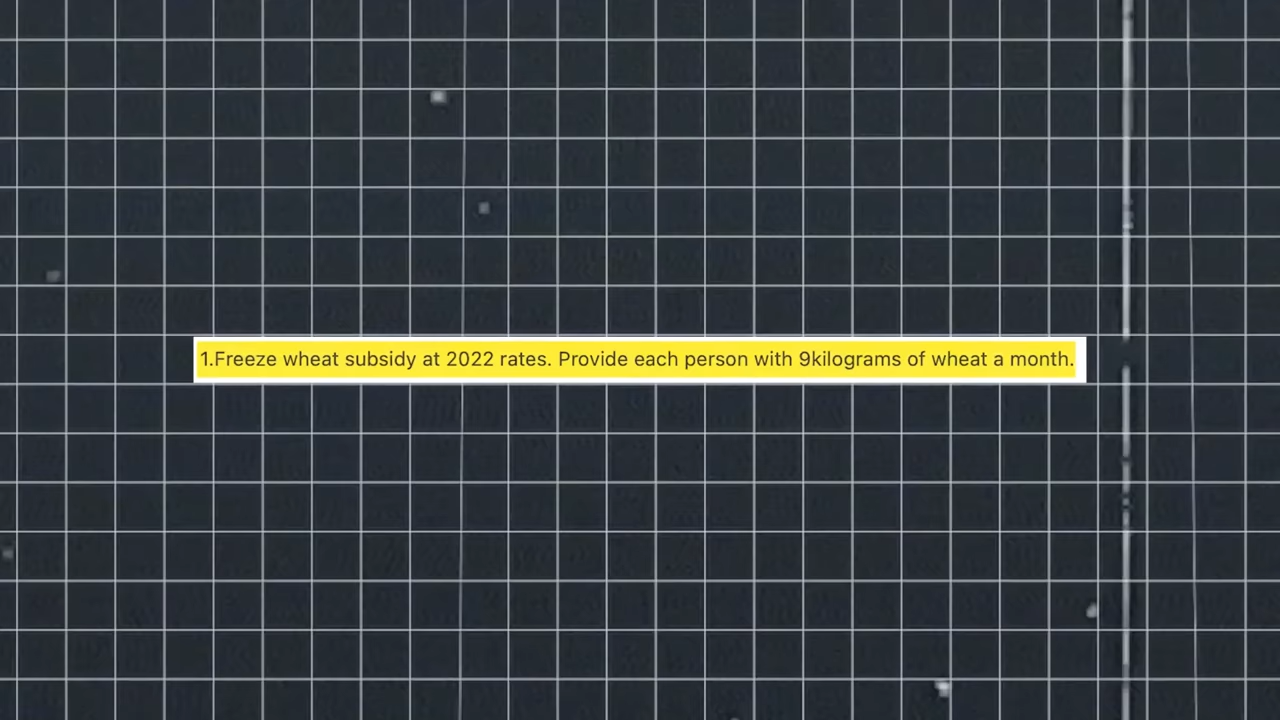 1.Freeze wheat subsidy at 2022 rates. Provide each person with 9kilograms of wheat a month.